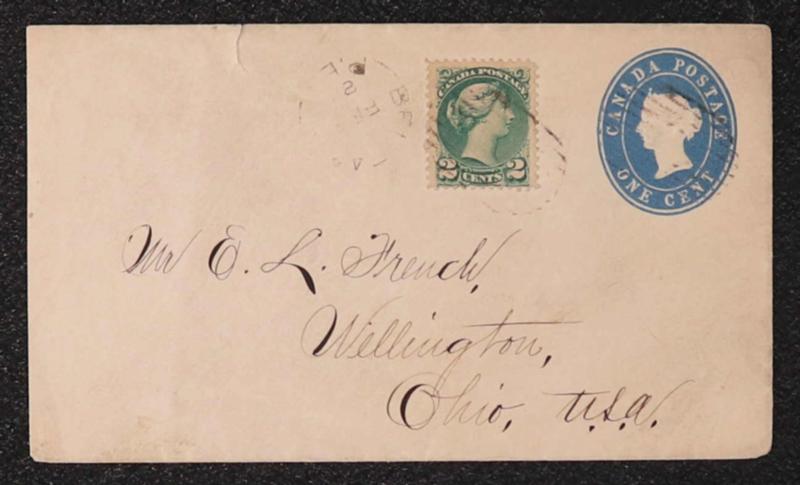 CANADA POSTAGE
2 CENTS 2
CANADA POSTAGE
ONE CENT
Mr E. L. French,
Wellington,
Ohio, U.S.A.